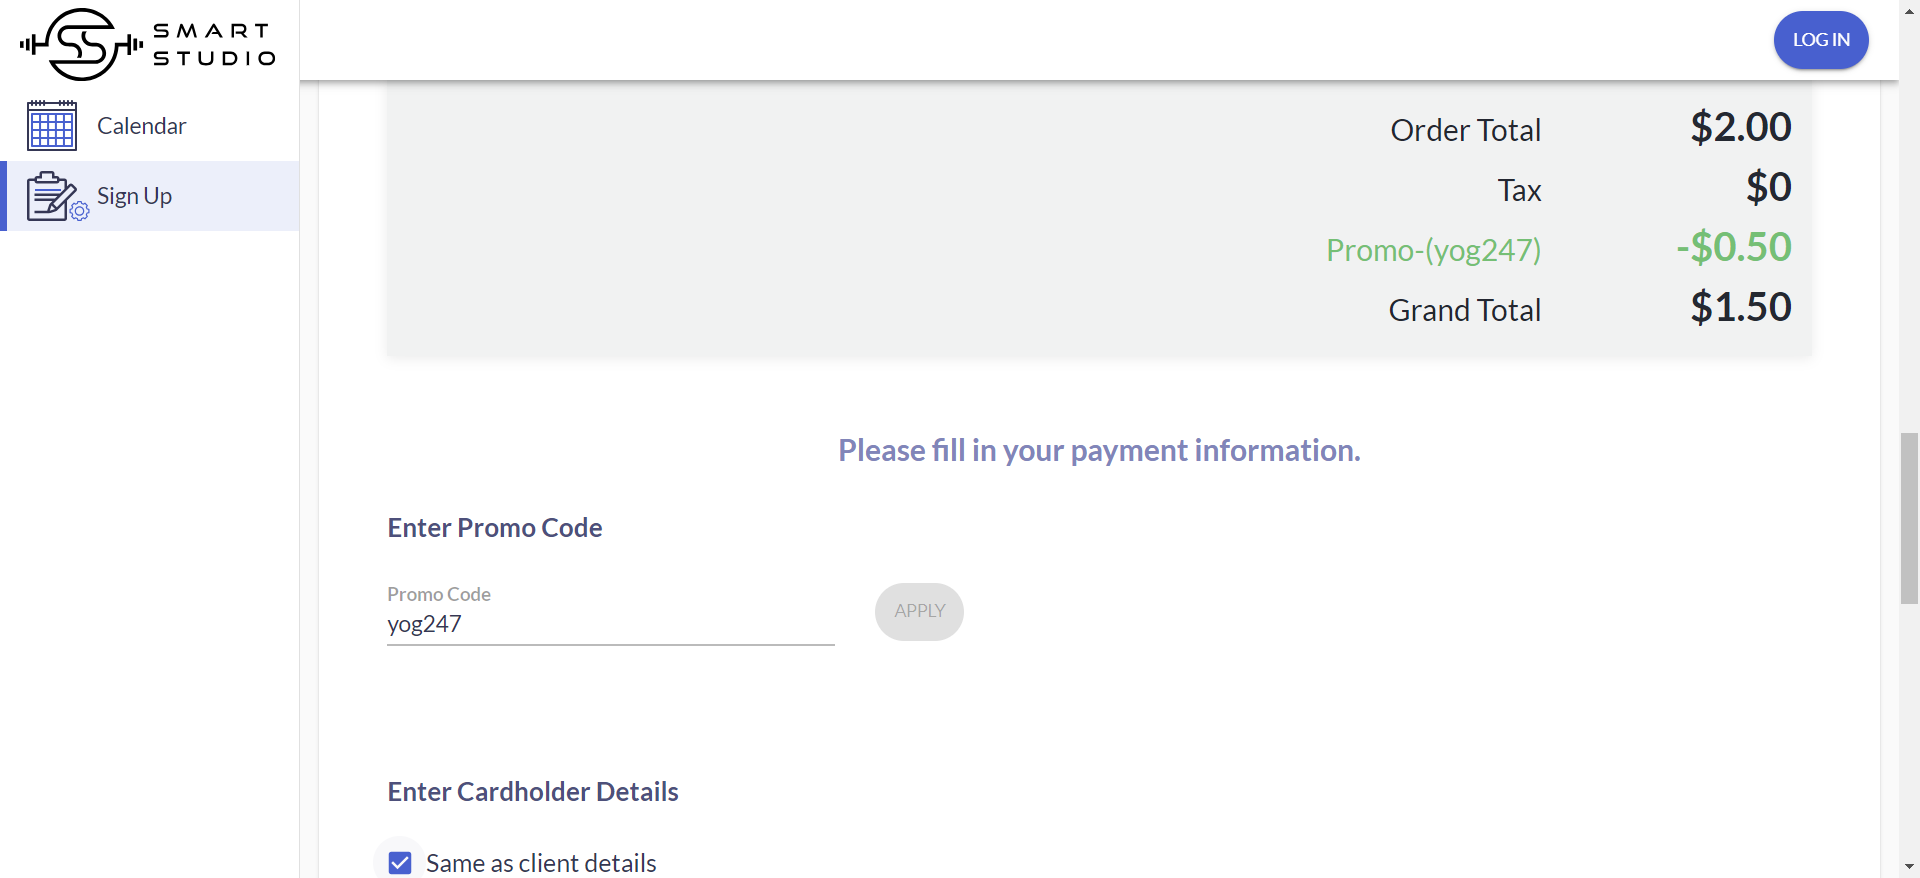 SMART
STUDIO
LOG IN
Calendar
Sign Up
Order Total $2.00
Tax $0
Promo-(yog247) -$0.50
Grand Total $1.50
Please fill in your payment information.
Enter Promo Code
Promo Code
yog247
APPLY
Enter Cardholder Details
Same as client details